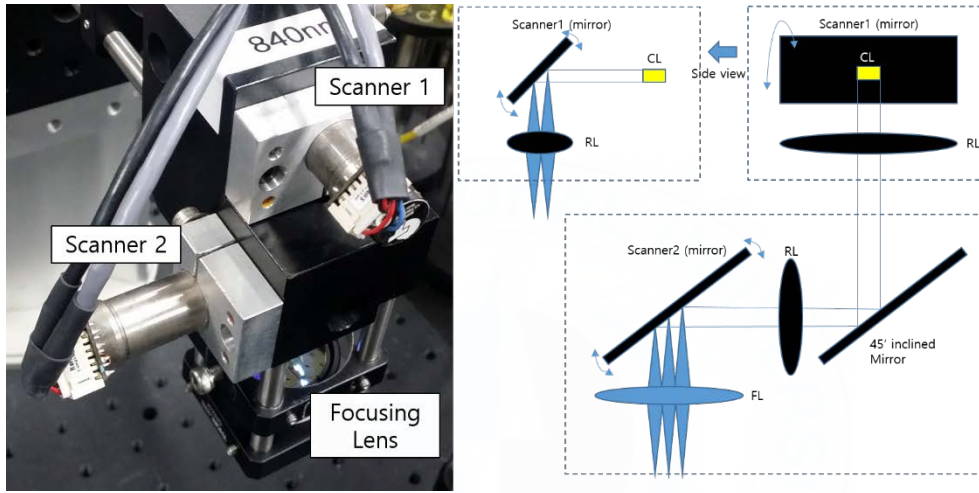 840nm
Scanner 1
Scanner 2
Focusing
Lens
Scanner1 (mirror)
CL
RL
Side view
Scanner1 (mirror)
CL
RL
Scanner2 (mirror)
RL
45' inclined
Mirror
FL